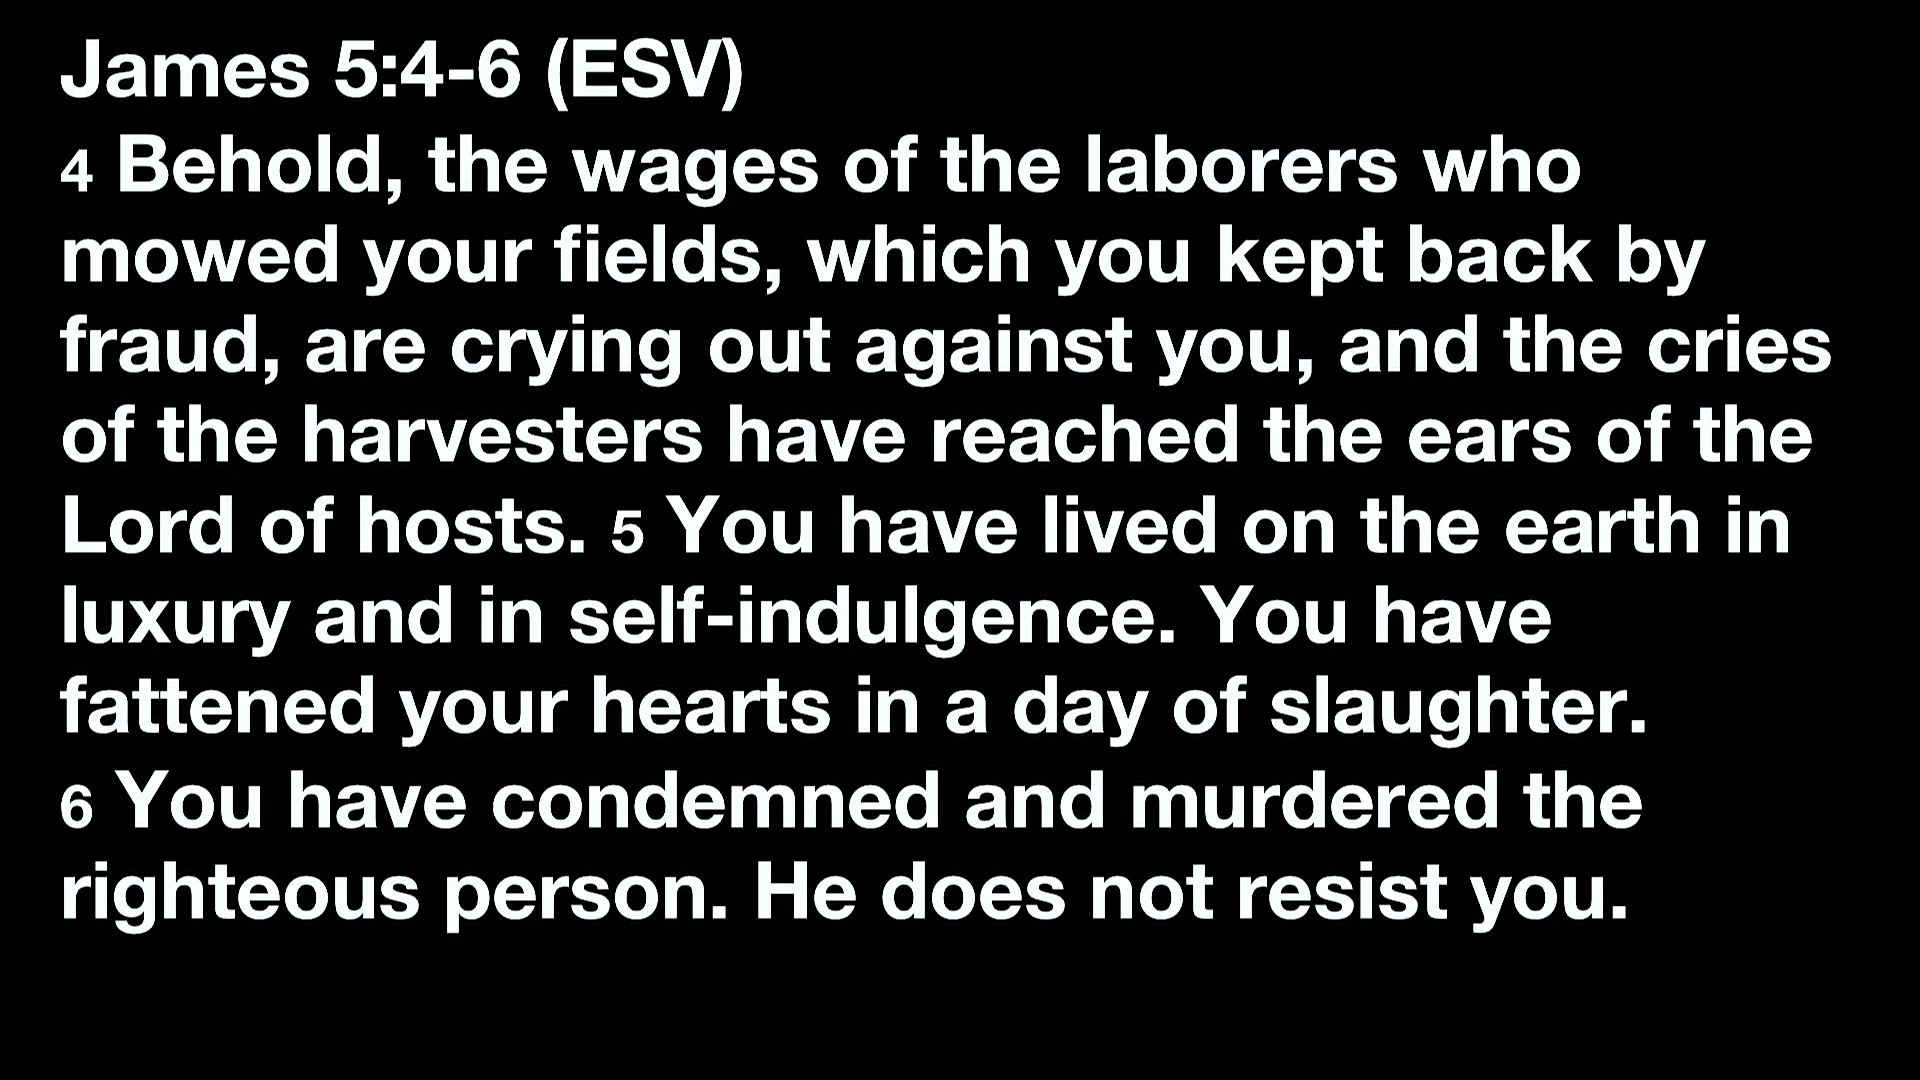 James 5:4-6 (ESV)
4 Behold, the wages of the laborers who
mowed your fields, which you kept back by
fraud, are crying out against you, and the cries
of the harvesters have reached the ears of the
Lord of hosts. 5 You have lived on the earth in
luxury and in self-indulgence. You have
fattened your hearts in a day of slaughter.
6 You have condemned and murdered the
righteous person. He does not resist you.